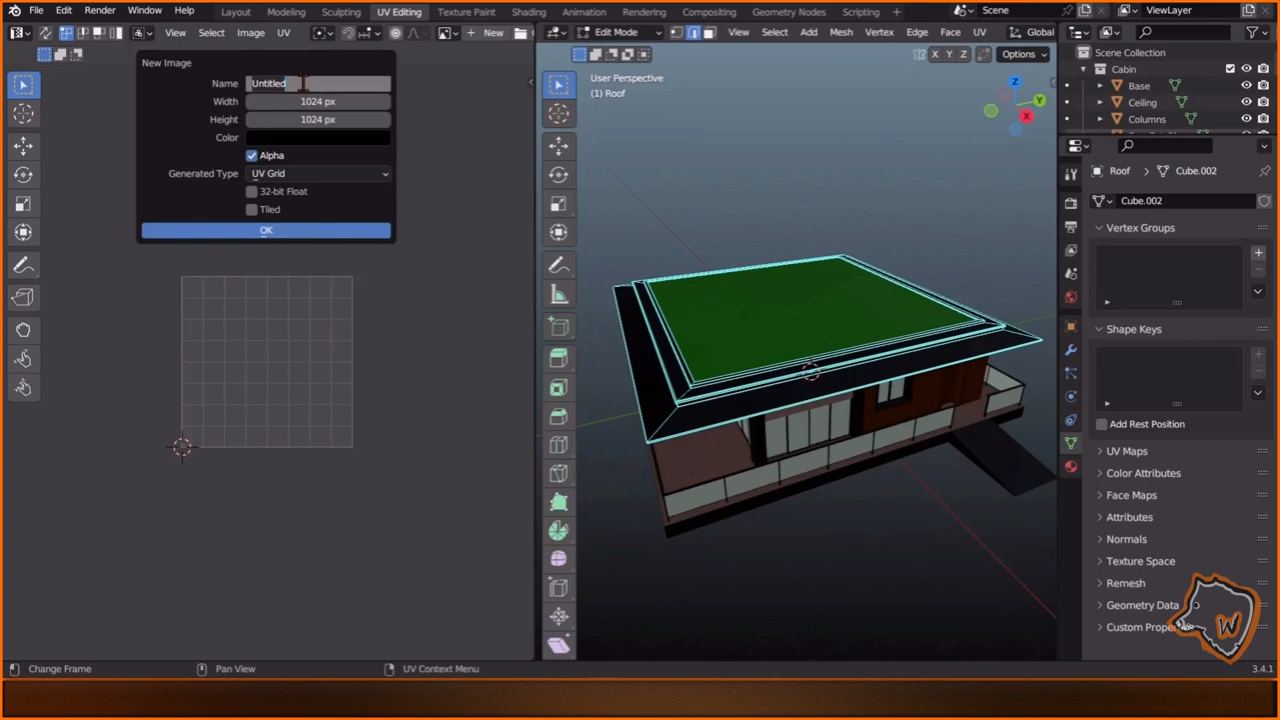 File Edit Render Window Help
Layout Modeling Sculpting UV Editing Texture Paint Shading Animation Rendering Compositing Geometry Nodes Scripting +
Scene
ViewLayer
View Select Image UV
+ New
Edit Mode
View Select Add Mesh Vertex Edge Face UV
Global
X Y Z
Options
New Image
Name Untitled
Width 1024 px
Height 1024 px
Color
Alpha
Generated Type UV Grid
32-bit Float
Tiled
OK
User Perspective
(1) Roof
Z
Y
X
Scene Collection
Cabin
Base
Ceiling
Columns
Roof > Cube.002
Cube.002
Vertex Groups
Shape Keys
Add Rest Position
UV Maps
Color Attributes
Face Maps
Attributes
Normals
Texture Space
Remesh
Geometry Data
Custom Prope
W
Change Frame
Pan View
UV Context Menu
3.4.1